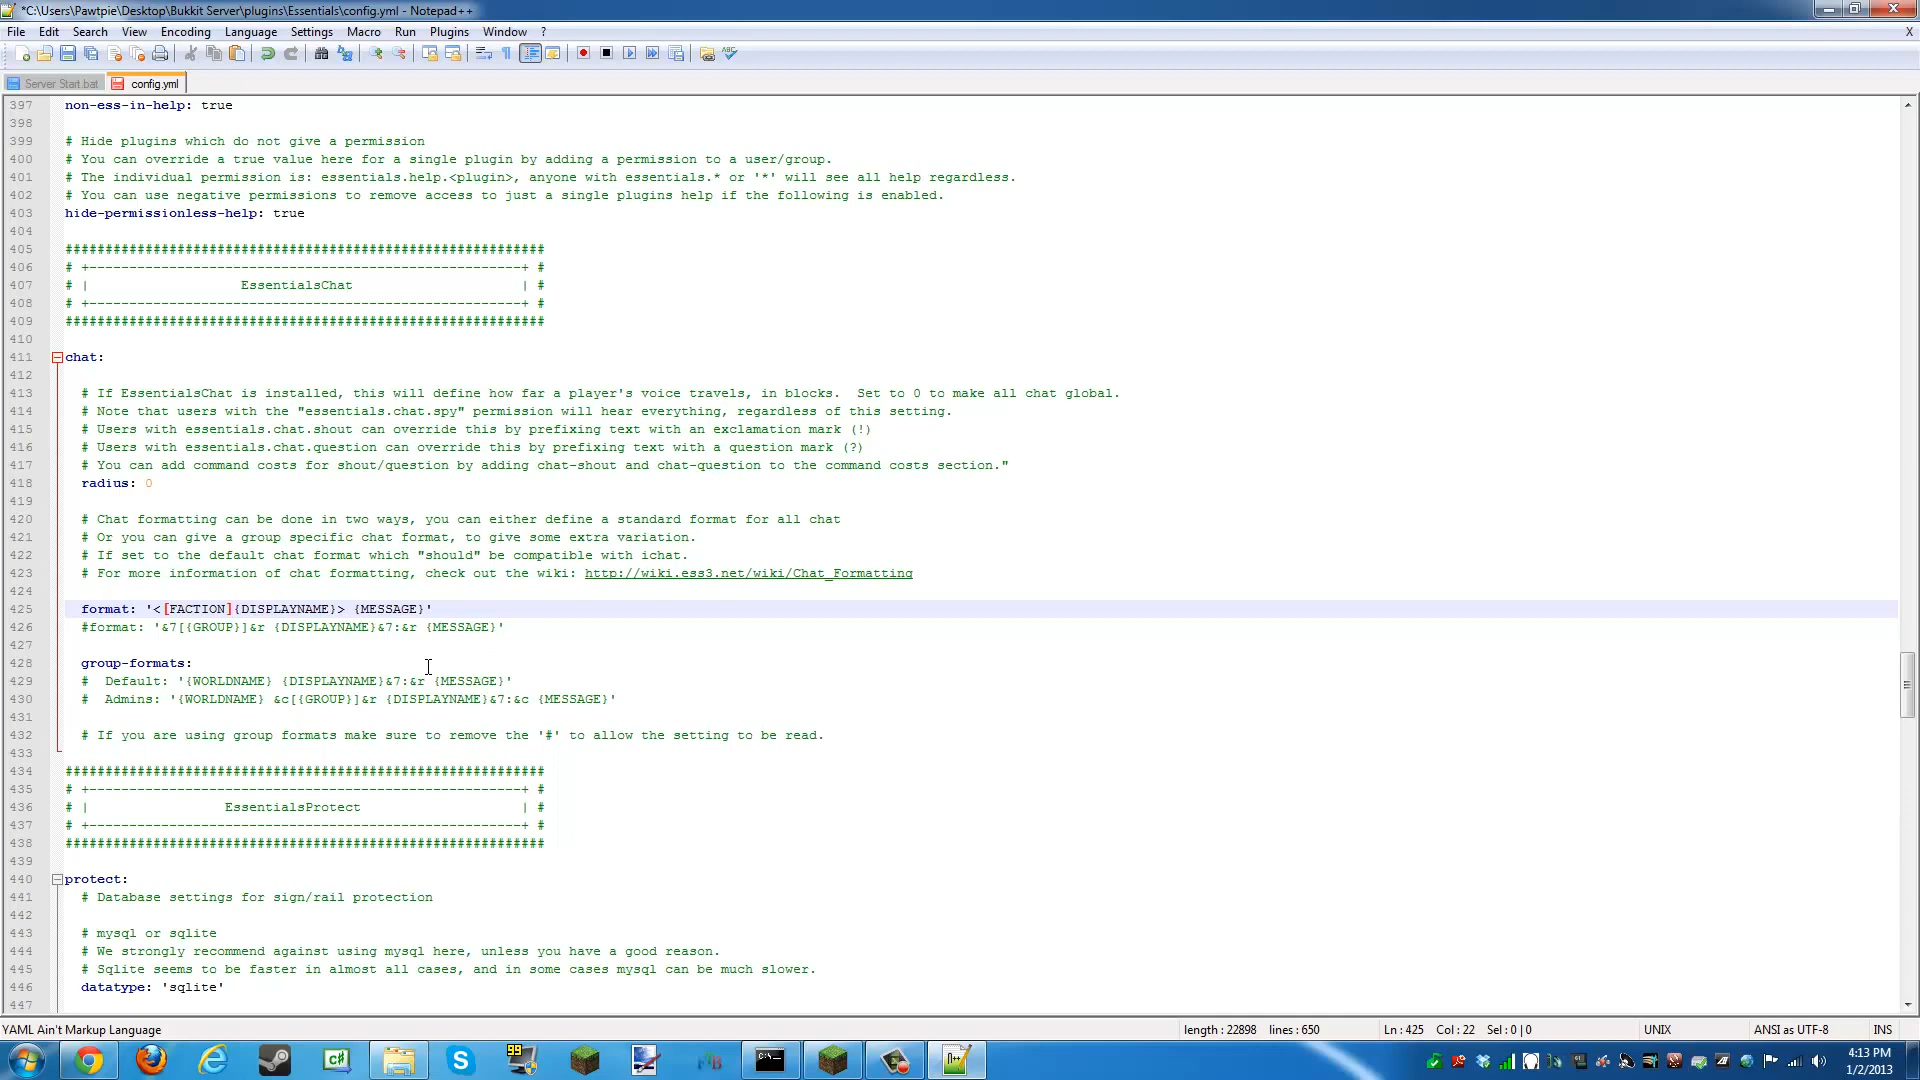 *C:\Users\Pawtpie\Desktop\Bukkit Server\plugins\Essentials\config.yml - Notepad++
File Edit Search View Encoding Language Settings Macro Run Plugins Window ? X
Server Start.bat config.yml
397 non-ess-in-help: true
398
399 # Hide plugins which do not give a permission
400 # You can override a true value here for a single plugin by adding a permission to a user/group.
401 # The individual permission is: essentials.help.<plugin>, anyone with essentials.* or '*' will see all help regardless.
402 # You can use negative permissions to remove access to just a single plugins help if the following is enabled.
403 hide-permissionless-help: true
404
405 ############################################################
406 # +------------------------------------------------------+ #
407 # | EssentialsChat | #
408 # +------------------------------------------------------+ #
409 ############################################################
410
411 chat:
412
413 # If EssentialsChat is installed, this will define how far a player's voice travels, in blocks.  Set to 0 to make all chat global.
414 # Note that users with the "essentials.chat.spy" permission will hear everything, regardless of this setting.
415 # Users with essentials.chat.shout can override this by prefixing text with an exclamation mark (!)
416 # Users with essentials.chat.question can override this by prefixing text with a question mark (?)
417 # You can add command costs for shout/question by adding chat-shout and chat-question to the command costs section."
418 radius: 0
419
420 # Chat formatting can be done in two ways, you can either define a standard format for all chat
421 # Or you can give a group specific chat format, to give some extra variation.
422 # If set to the default chat format which "should" be compatible with ichat.
423 # For more information of chat formatting, check out the wiki: http://wiki.ess3.net/wiki/Chat_Formatting
424
425 format: '<[FACTION]{DISPLAYNAME}> {MESSAGE}'
426 #format: '&7[{GROUP}]&r {DISPLAYNAME}&7:&r {MESSAGE}'
427
428 group-formats:
429 #  Default: '{WORLDNAME} {DISPLAYNAME}&7:&r {MESSAGE}'
430 #  Admins: '{WORLDNAME} &c[{GROUP}]&r {DISPLAYNAME}&7:&c {MESSAGE}'
431
432 # If you are using group formats make sure to remove the '#' to allow the setting to be read.
433
434 ############################################################
435 # +------------------------------------------------------+ #
436 # | EssentialsProtect | #
437 # +------------------------------------------------------+ #
438 ############################################################
439
440 protect:
441 # Database settings for sign/rail protection
442
443 # mysql or sqlite
444 # We strongly recommend against using mysql here, unless you have a good reason.
445 # Sqlite seems to be faster in almost all cases, and in some cases mysql can be much slower.
446 datatype: 'sqlite'
447
YAML Ain't Markup Language length : 22898 lines : 650 Ln : 425 Col : 22 Sel : 0 | 0 UNIX ANSI as UTF-8 INS
99
4:13 PM
1/2/2013